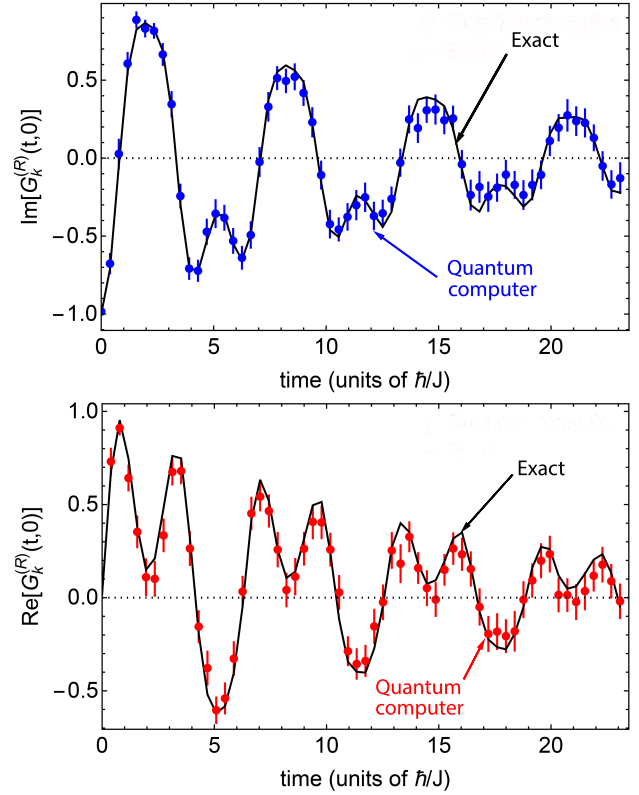 Im[G_k^(R)(t,0)]
0.5
0.0
−0.5
−1.0
Exact
Quantum
computer
0 5 10 15 20
time (units of ħ/J)
Re[G_k^(R)(t,0)]
1.0
0.5
0.0
−0.5
Exact
Quantum
computer
0 5 10 15 20
time (units of ħ/J)